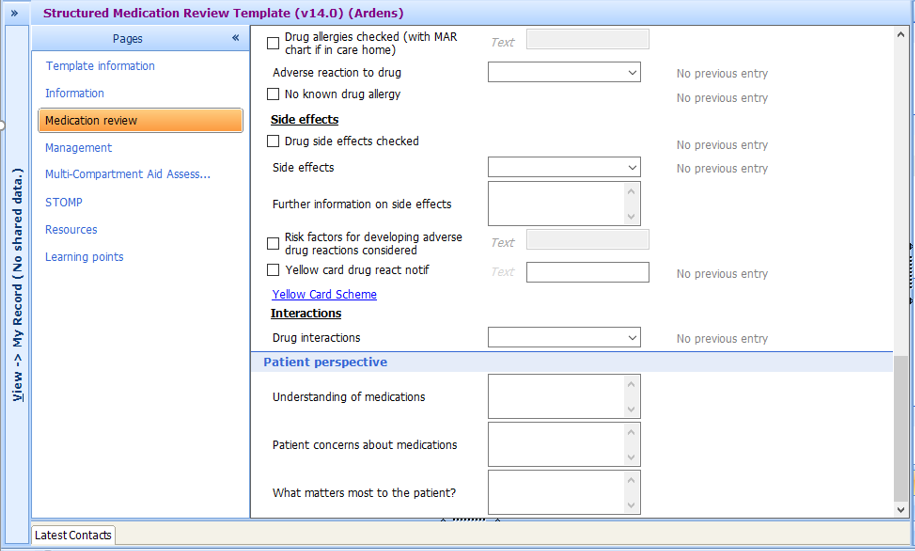 Structured Medication Review Template (v14.0) (Ardens)
»
View --> My Record ( No shared data.)
Pages «
Template information
Information
Medication review
Management
Multi-Compartment Aid Assess...
STOMP
Resources
Learning points
Drug allergies checked (with MAR
chart if in care home)
Text
Adverse reaction to drug No previous entry
No known drug allergy No previous entry
Side effects
Drug side effects checked No previous entry
Side effects No previous entry
Further information on side effects
Risk factors for developing adverse
drug reactions considered
Text
Yellow card drug react notif Text No previous entry
Yellow Card Scheme
Interactions
Drug interactions No previous entry
Patient perspective
Understanding of medications
Patient concerns about medications
What matters most to the patient?
Latest Contacts